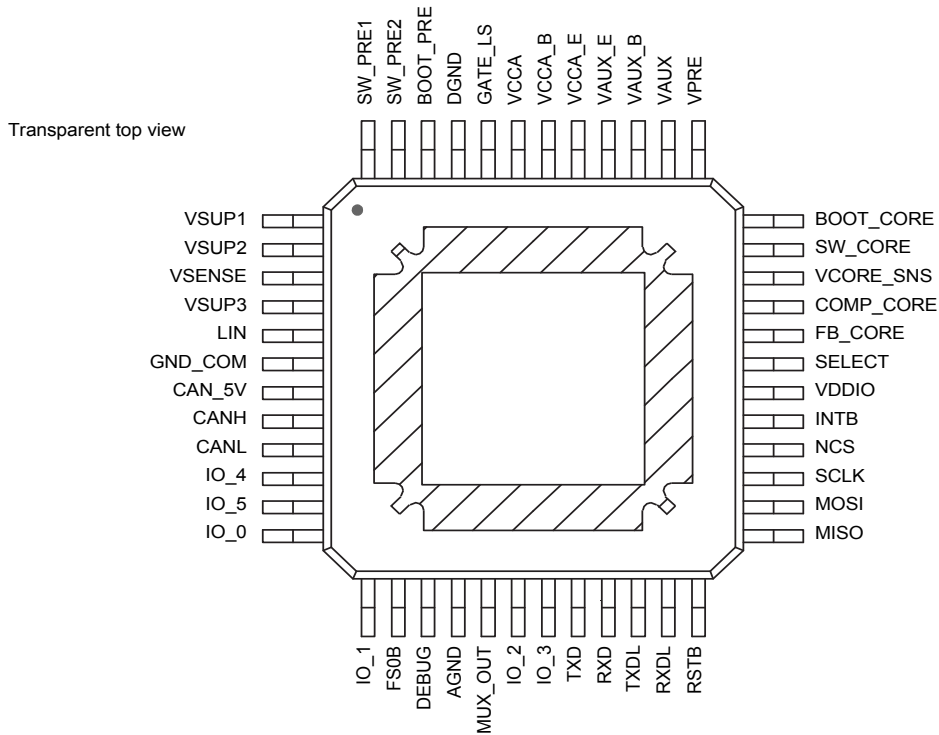 SW_PRE1
SW_PRE2
BOOT_PRE
DGND
GATE_LS
VCCA
VCCA_B
VCCA_E
VAUX_E
VAUX_B
VAUX
VPRE
Transparent top view
VSUP1
VSUP2
VSENSE
VSUP3
LIN
GND_COM
CAN_5V
CANH
CANL
IO_4
IO_5
IO_0
BOOT_CORE
SW_CORE
VCORE_SNS
COMP_CORE
FB_CORE
SELECT
VDDIO
INTB
NCS
SCLK
MOSI
MISO
IO_1
FS0B
DEBUG
AGND
MUX_OUT
IO_2
IO_3
TXD
RXD
TXDL
RXDL
RSTB